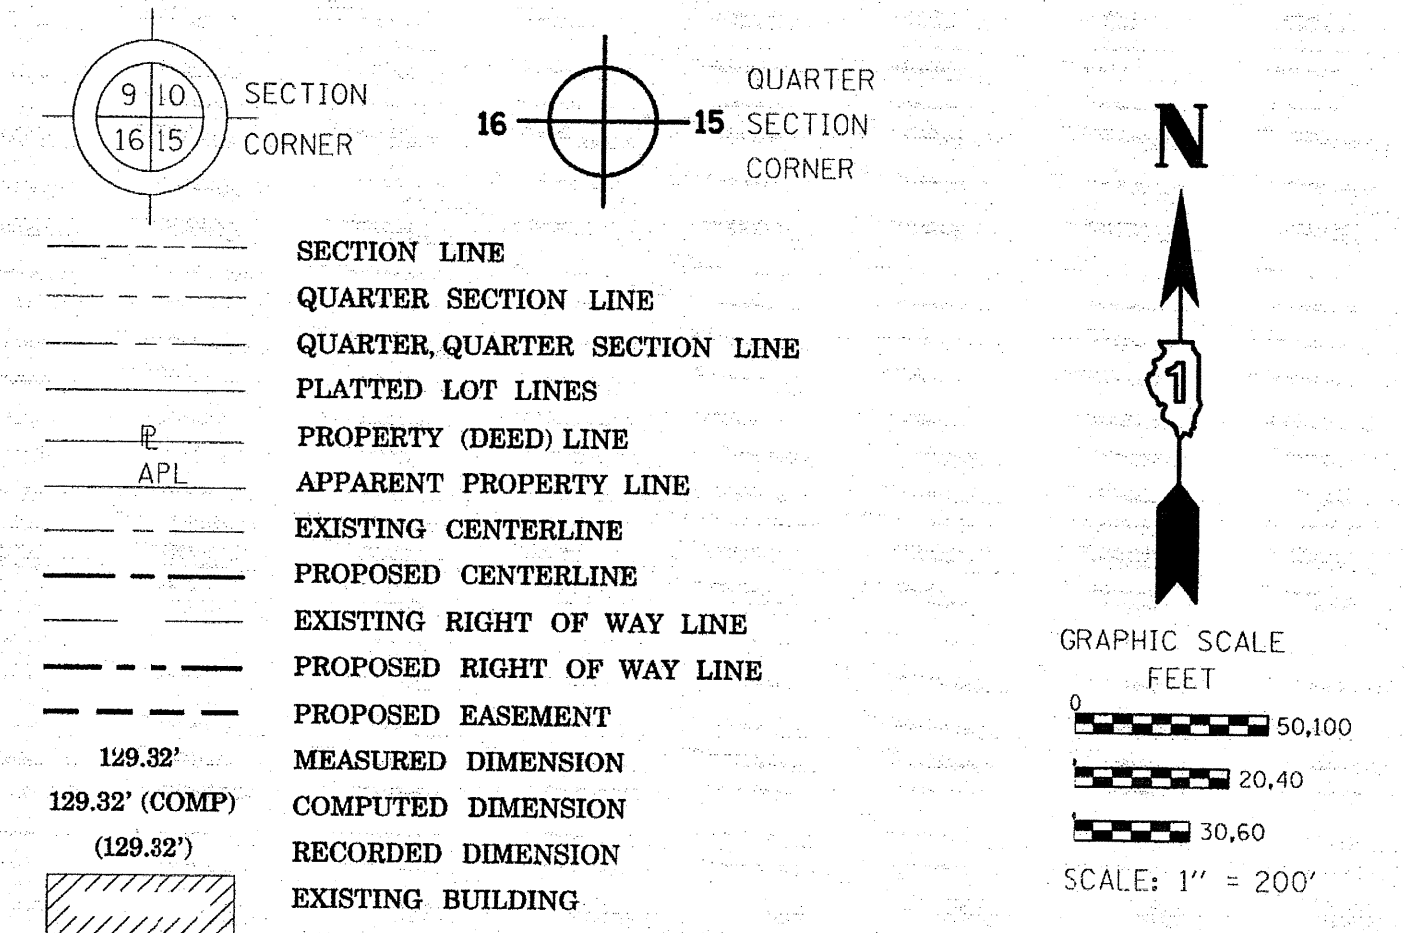 9 10
16 15
SECTION
CORNER
16
15
QUARTER
SECTION
CORNER
SECTION LINE
QUARTER SECTION LINE
QUARTER, QUARTER SECTION LINE
PLATTED LOT LINES
PL PROPERTY (DEED) LINE
APL APPARENT PROPERTY LINE
EXISTING CENTERLINE
PROPOSED CENTERLINE
EXISTING RIGHT OF WAY LINE
PROPOSED RIGHT OF WAY LINE
PROPOSED EASEMENT
129.32' MEASURED DIMENSION
129.32' (COMP) COMPUTED DIMENSION
(129.32') RECORDED DIMENSION
EXISTING BUILDING
N
1
GRAPHIC SCALE
FEET
0
50,100
20,40
30,60
SCALE: 1" = 200'